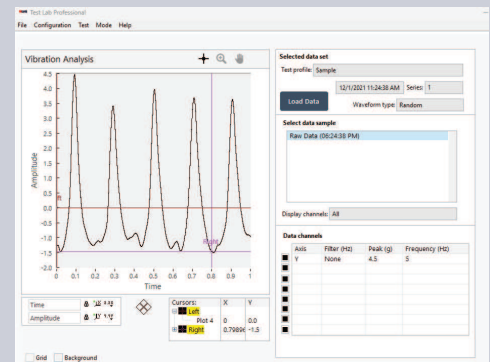 Test Lab Professional
File Configuration Test Mode Help
Vibration Analysis
4.5
4.0
3.5
3.0
2.5
2.0
1.5
1.0
0.5
0.0
-0.5
-1.0
-1.5
-2.0
Amplitude
Right
0 0.1 0.2 0.3 0.4 0.5 0.6 0.7 0.8 0.9 1
Time
Time
Amplitude
Cursors: X Y
Left
Plot 4 0 0.0
Right 0.7989 -1.5
Grid Background
Selected data set
Test profile: Sample
12/1/2021 11:24:38 AM Series: 1
Load Data
Waveform type: Random
Select data sample
Raw Data (06:24:38 PM)
Display channels: All
Data channels
Axis Filter (Hz) Peak (g) Frequency (Hz)
Y None 4.5 5